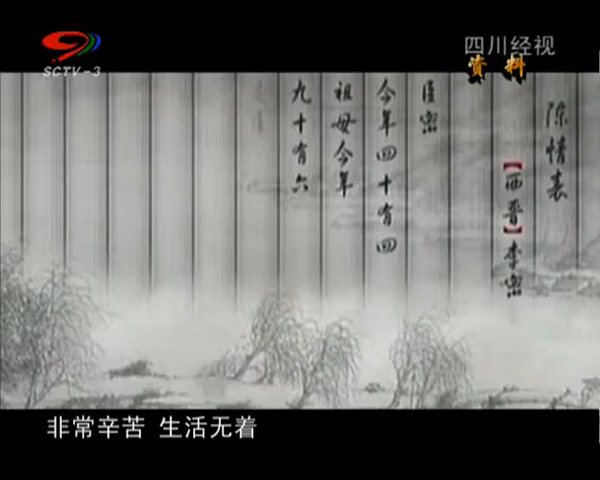 SCTV-3
四川经视
资料
陈情表
【西晋】李密
臣密
今年四十有四
祖母今年
九十有六
非常辛苦 生活无着